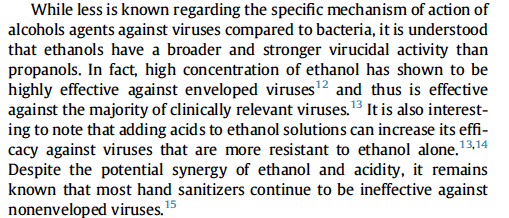 While less is known regarding the specific mechanism of action of
alcohols agents against viruses compared to bacteria, it is understood
that ethanols have a broader and stronger virucidal activity than
propanols. In fact, high concentration of ethanol has shown to be
highly effective against enveloped viruses12 and thus is effective
against the majority of clinically relevant viruses.13 It is also interest-
ing to note that adding acids to ethanol solutions can increase its effi-
cacy against viruses that are more resistant to ethanol alone.13,14
Despite the potential synergy of ethanol and acidity, it remains
known that most hand sanitizers continue to be ineffective against
nonenveloped viruses.15